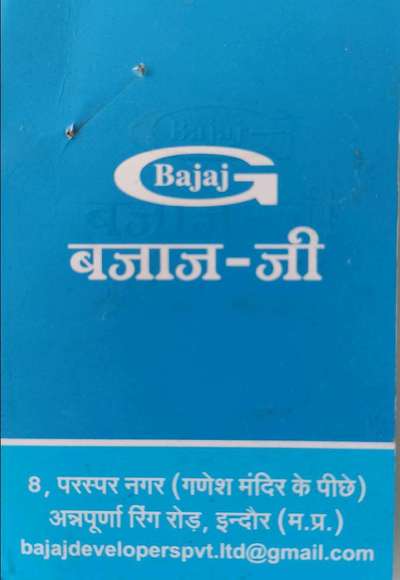 Bajaj G
बजाज-जी
8, परस्पर नगर (गणेश मंदिर के पीछे)
अन्नपूर्णा रिंग रोड़, इन्दौर (म.प्र.)
bajajdeveloperspvt.ltd@gmail.com